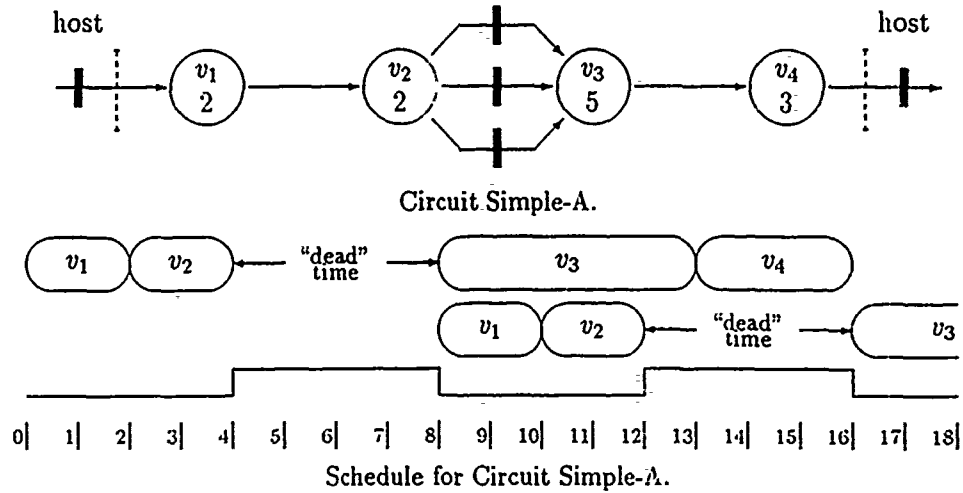 host host
v1 v2 v3 v4
2 2 5 3
Circuit Simple-A.
v1 v2 "dead" v3 v4
time
v1 v2 "dead" v3
time
0 1 2 3 4 5 6 7 8 9 10 11 12 13 14 15 16 17 18
Schedule for Circuit Simple-A.